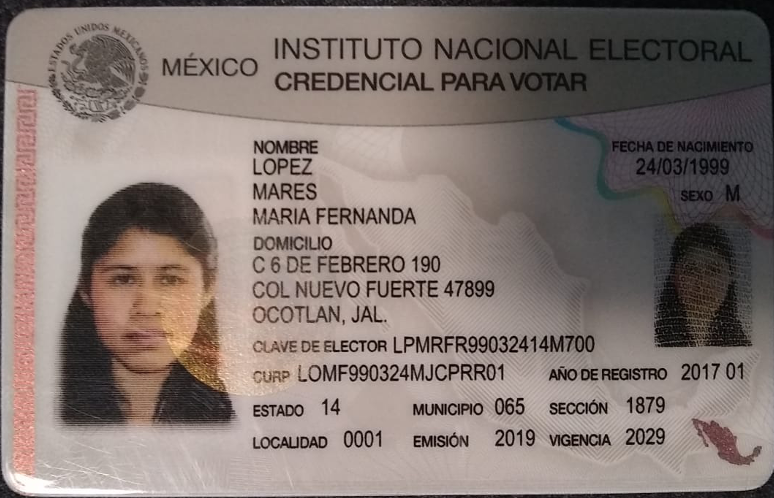 ESTADOS UNIDOS MEXICANOS
MÉXICO
INSTITUTO NACIONAL ELECTORAL
CREDENCIAL PARA VOTAR
NOMBRE
LOPEZ
MARES
MARIA FERNANDA
FECHA DE NACIMIENTO
24/03/1999
SEXO M
DOMICILIO
C 6 DE FEBRERO 190
COL NUEVO FUERTE 47899
OCOTLAN, JAL.
CLAVE DE ELECTOR LPMRFR99032414M700
CURP LOMF990324MJCPRR01 AÑO DE REGISTRO 2017 01
ESTADO 14 MUNICIPIO 065 SECCIÓN 1879
LOCALIDAD 0001 EMISIÓN 2019 VIGENCIA 2029